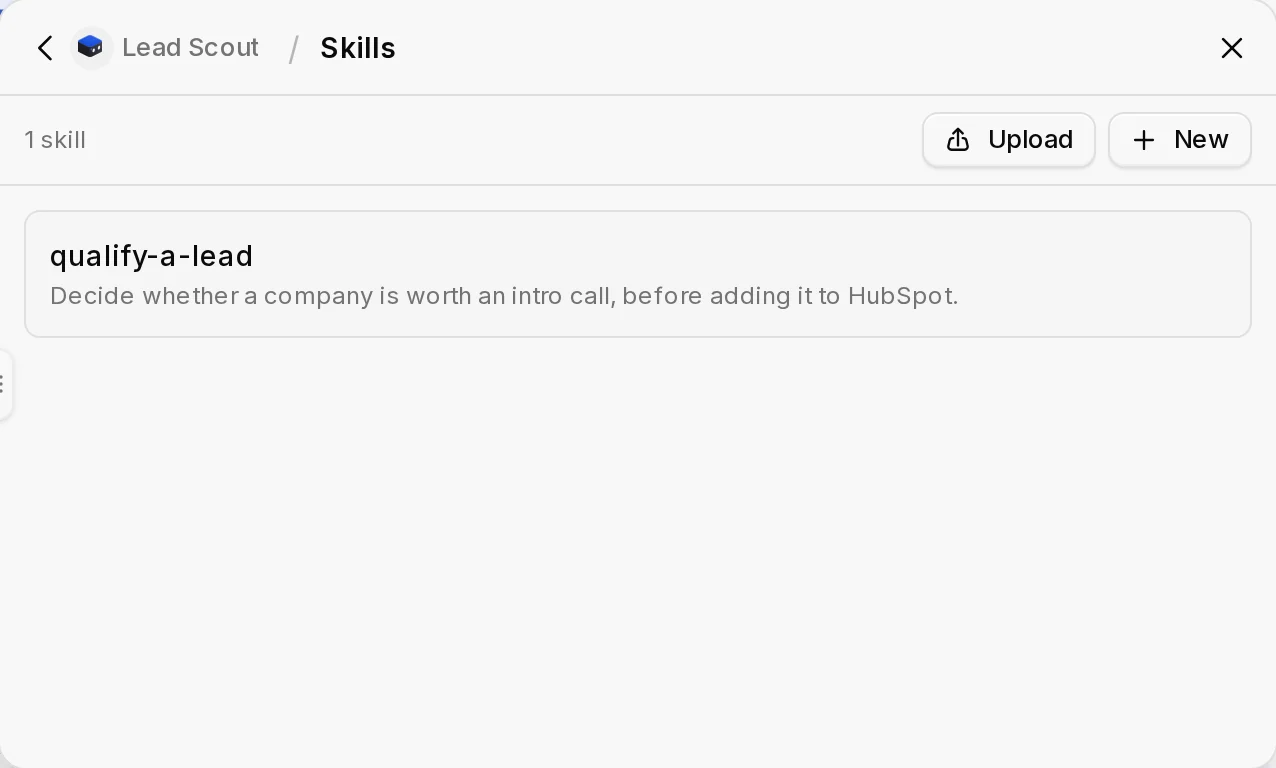 Lead Scout / Skills
1 skill
Upload
New
qualify-a-lead
Decide whether a company is worth an intro call, before adding it to HubSpot.